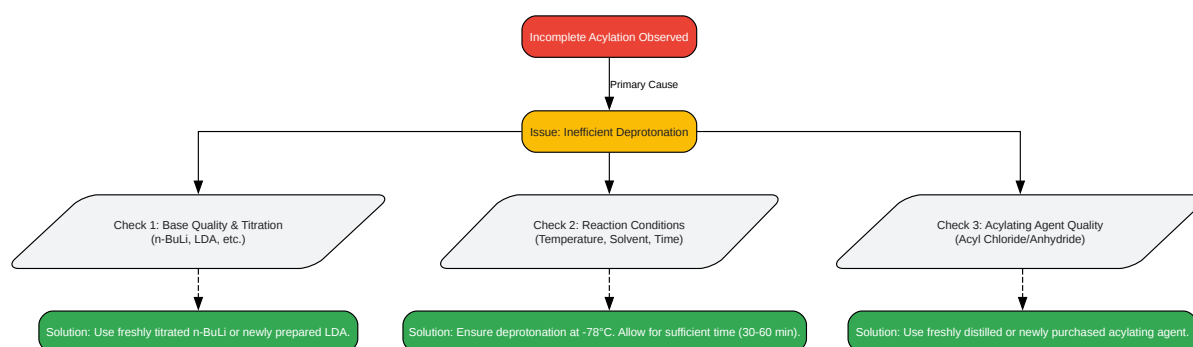 Incomplete Acylation Observed
Primary Cause
Issue: Inefficient Deprotonation
Check 1: Base Quality & Titration
(n-BuLi, LDA, etc.)
Check 2: Reaction Conditions
(Temperature, Solvent, Time)
Check 3: Acylating Agent Quality
(Acyl Chloride/Anhydride)
Solution: Use freshly titrated n-BuLi or newly prepared LDA.
Solution: Ensure deprotonation at -78°C. Allow for sufficient time (30-60 min).
Solution: Use freshly distilled or newly purchased acylating agent.